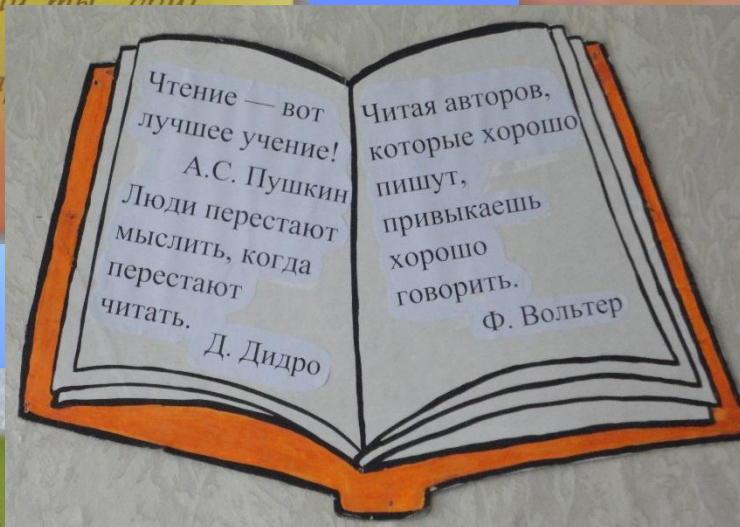 Чтение — вот
лучшее учение!
А.С. Пушкин
Люди перестают
мыслить, когда
перестают
читать.
Д. Дидро
Читая авторов,
которые хорошо
пишут,
привыкаешь
хорошо
говорить.
Ф. Вольтер